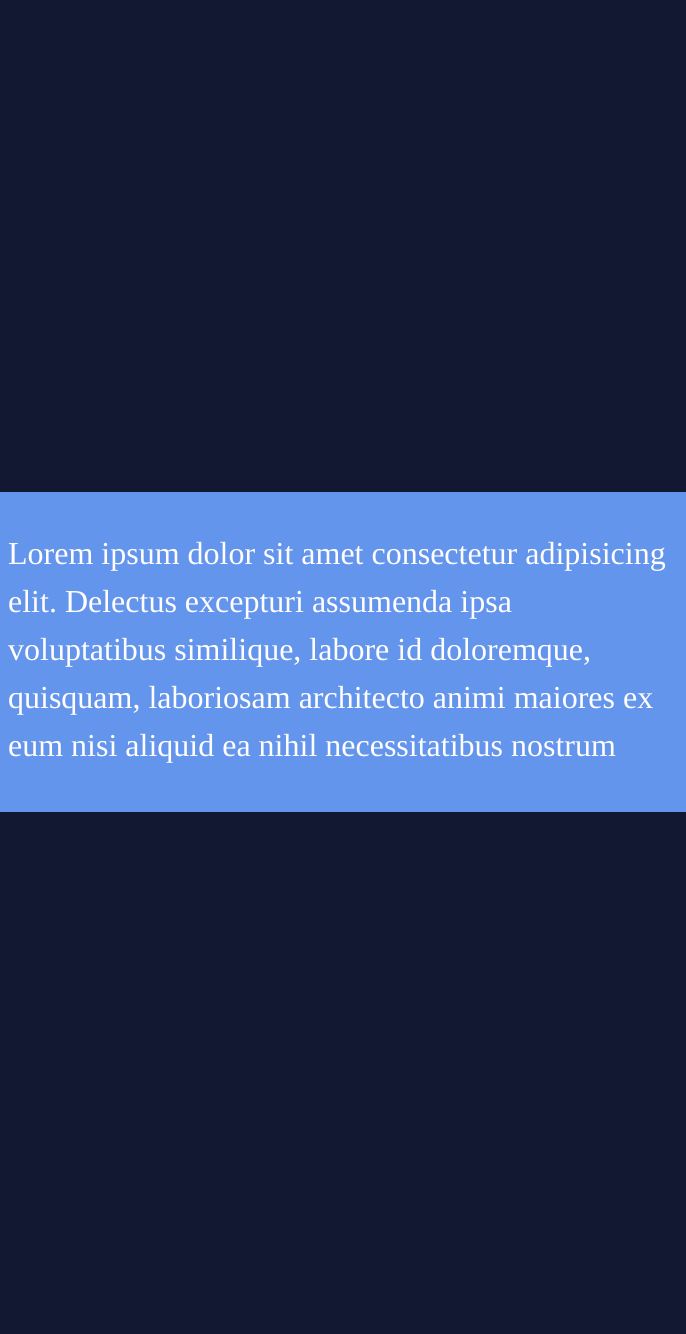 Lorem ipsum dolor sit amet consectetur adipisicing
elit. Delectus excepturi assumenda ipsa
voluptatibus similique, labore id doloremque,
quisquam, laboriosam architecto animi maiores ex
eum nisi aliquid ea nihil necessitatibus nostrum